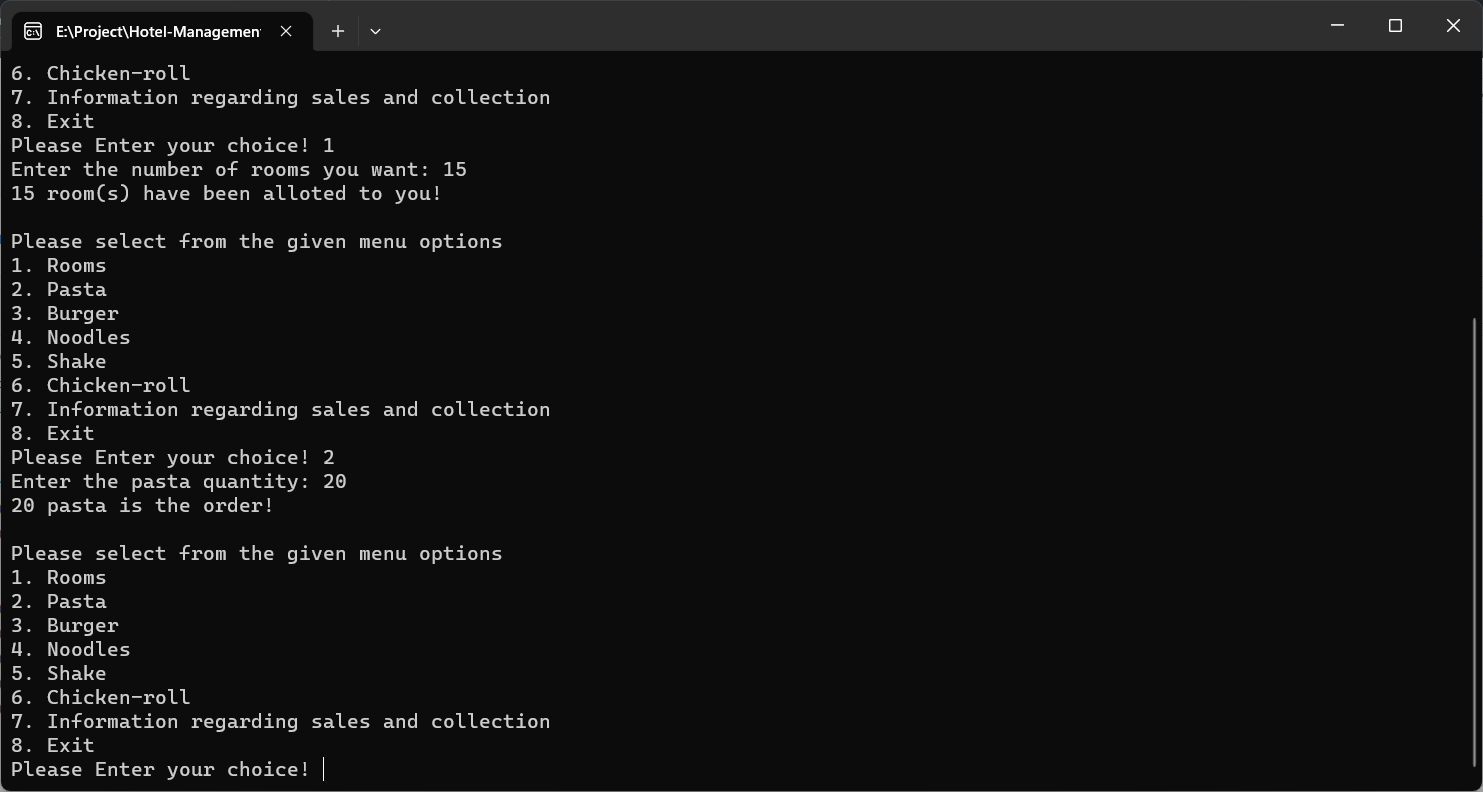 E:\Project\Hotel-Managemen
6. Chicken-roll
7. Information regarding sales and collection
8. Exit
Please Enter your choice! 1
Enter the number of rooms you want: 15
15 room(s) have been alloted to you!
Please select from the given menu options
1. Rooms
2. Pasta
3. Burger
4. Noodles
5. Shake
6. Chicken-roll
7. Information regarding sales and collection
8. Exit
Please Enter your choice! 2
Enter the pasta quantity: 20
20 pasta is the order!
Please select from the given menu options
1. Rooms
2. Pasta
3. Burger
4. Noodles
5. Shake
6. Chicken-roll
7. Information regarding sales and collection
8. Exit
Please Enter your choice!